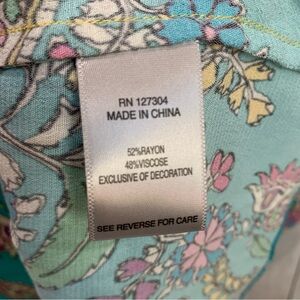 RN 127304
MADE IN CHINA
52%RAYON
48%VISCOSE
EXCLUSIVE OF DECORATION
SEE REVERSE FOR CARE